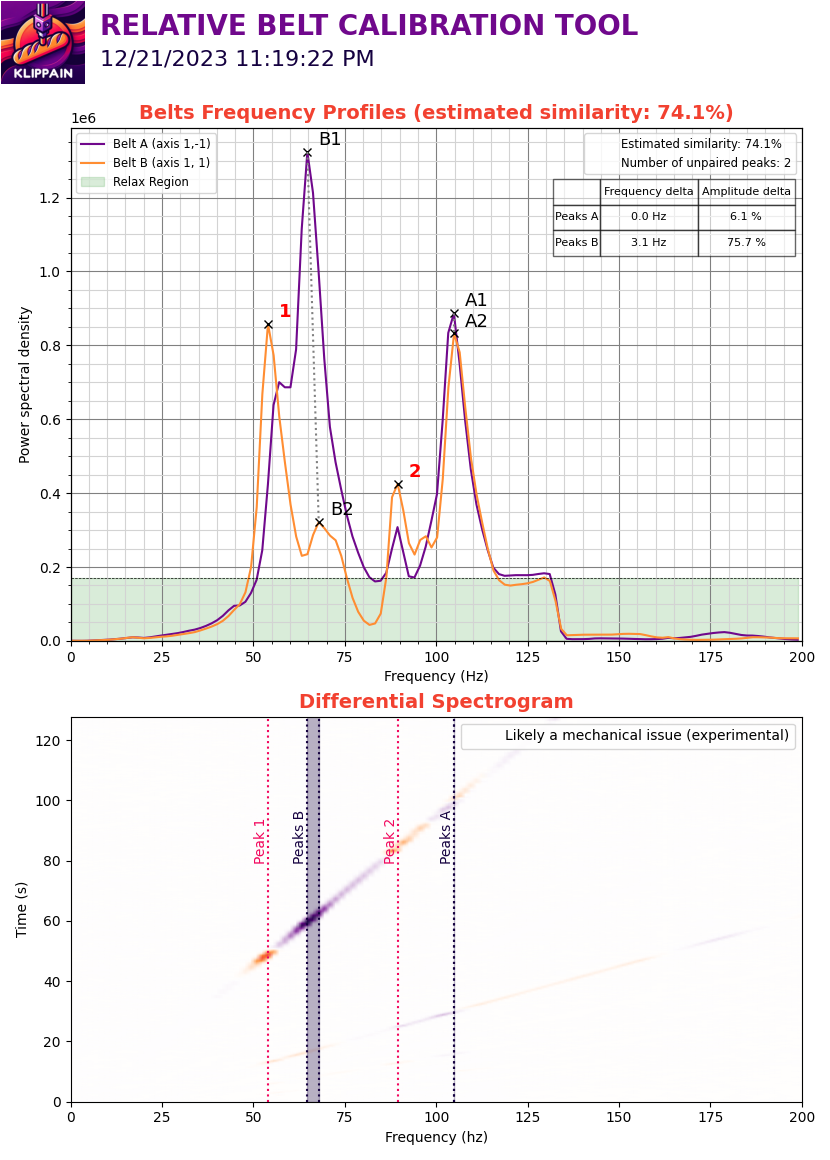 KLIPPAIN
RELATIVE BELT CALIBRATION TOOL
12/21/2023 11:19:22 PM
Belts Frequency Profiles (estimated similarity: 74.1%)
1e6
Belt A (axis 1,-1)
Belt B (axis 1, 1)
Relax Region
Estimated similarity: 74.1%
Number of unpaired peaks: 2
Frequency delta Amplitude delta
Peaks A 0.0 Hz 6.1 %
Peaks B 3.1 Hz 75.7 %
B1
1
A1
A2
2
B2
Power spectral density
1.2
1.0
0.8
0.6
0.4
0.2
0.0
0 25 50 75 100 125 150 175 200
Frequency (Hz)
Differential Spectrogram
Likely a mechanical issue (experimental)
Peak 1
Peaks B
Peak 2
Peaks A
Time (s)
120
100
80
60
40
20
0
0 25 50 75 100 125 150 175 200
Frequency (hz)